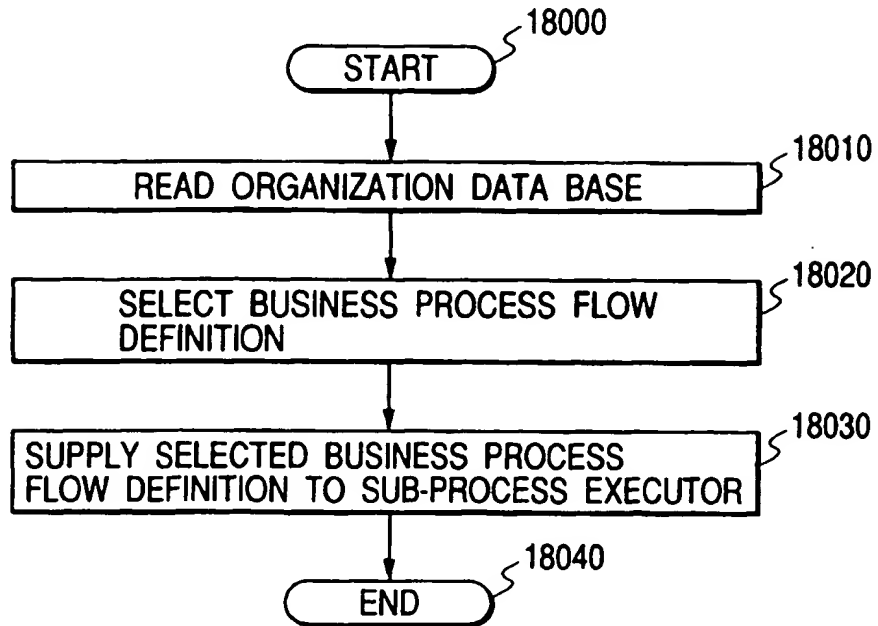 18000
START
18010
READ ORGANIZATION DATA BASE
18020
SELECT BUSINESS PROCESS FLOW
DEFINITION
18030
SUPPLY SELECTED BUSINESS PROCESS
FLOW DEFINITION TO SUB-PROCESS EXECUTOR
18040
END